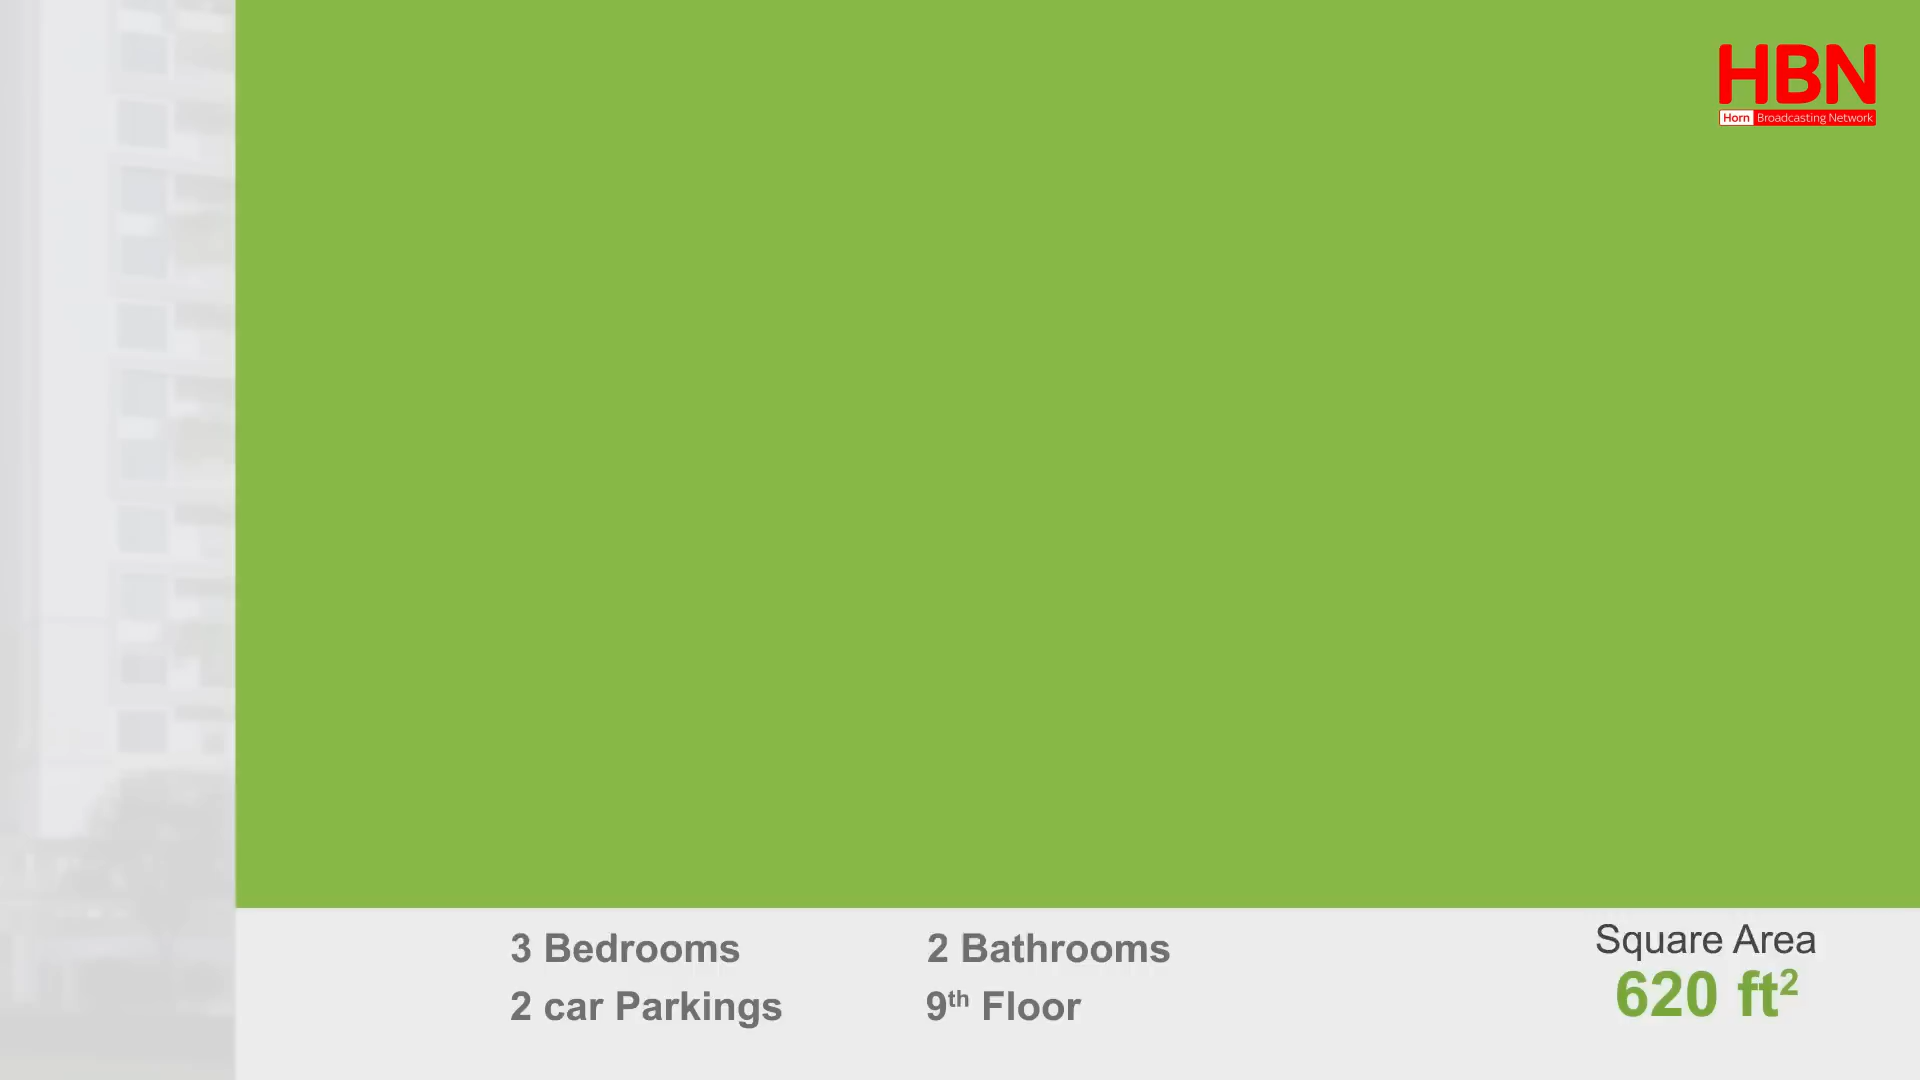 HBN
Horn Broadcasting Network
3 Bedrooms
2 Bathrooms
Square Area
620 ft²
2 car Parkings
9th Floor